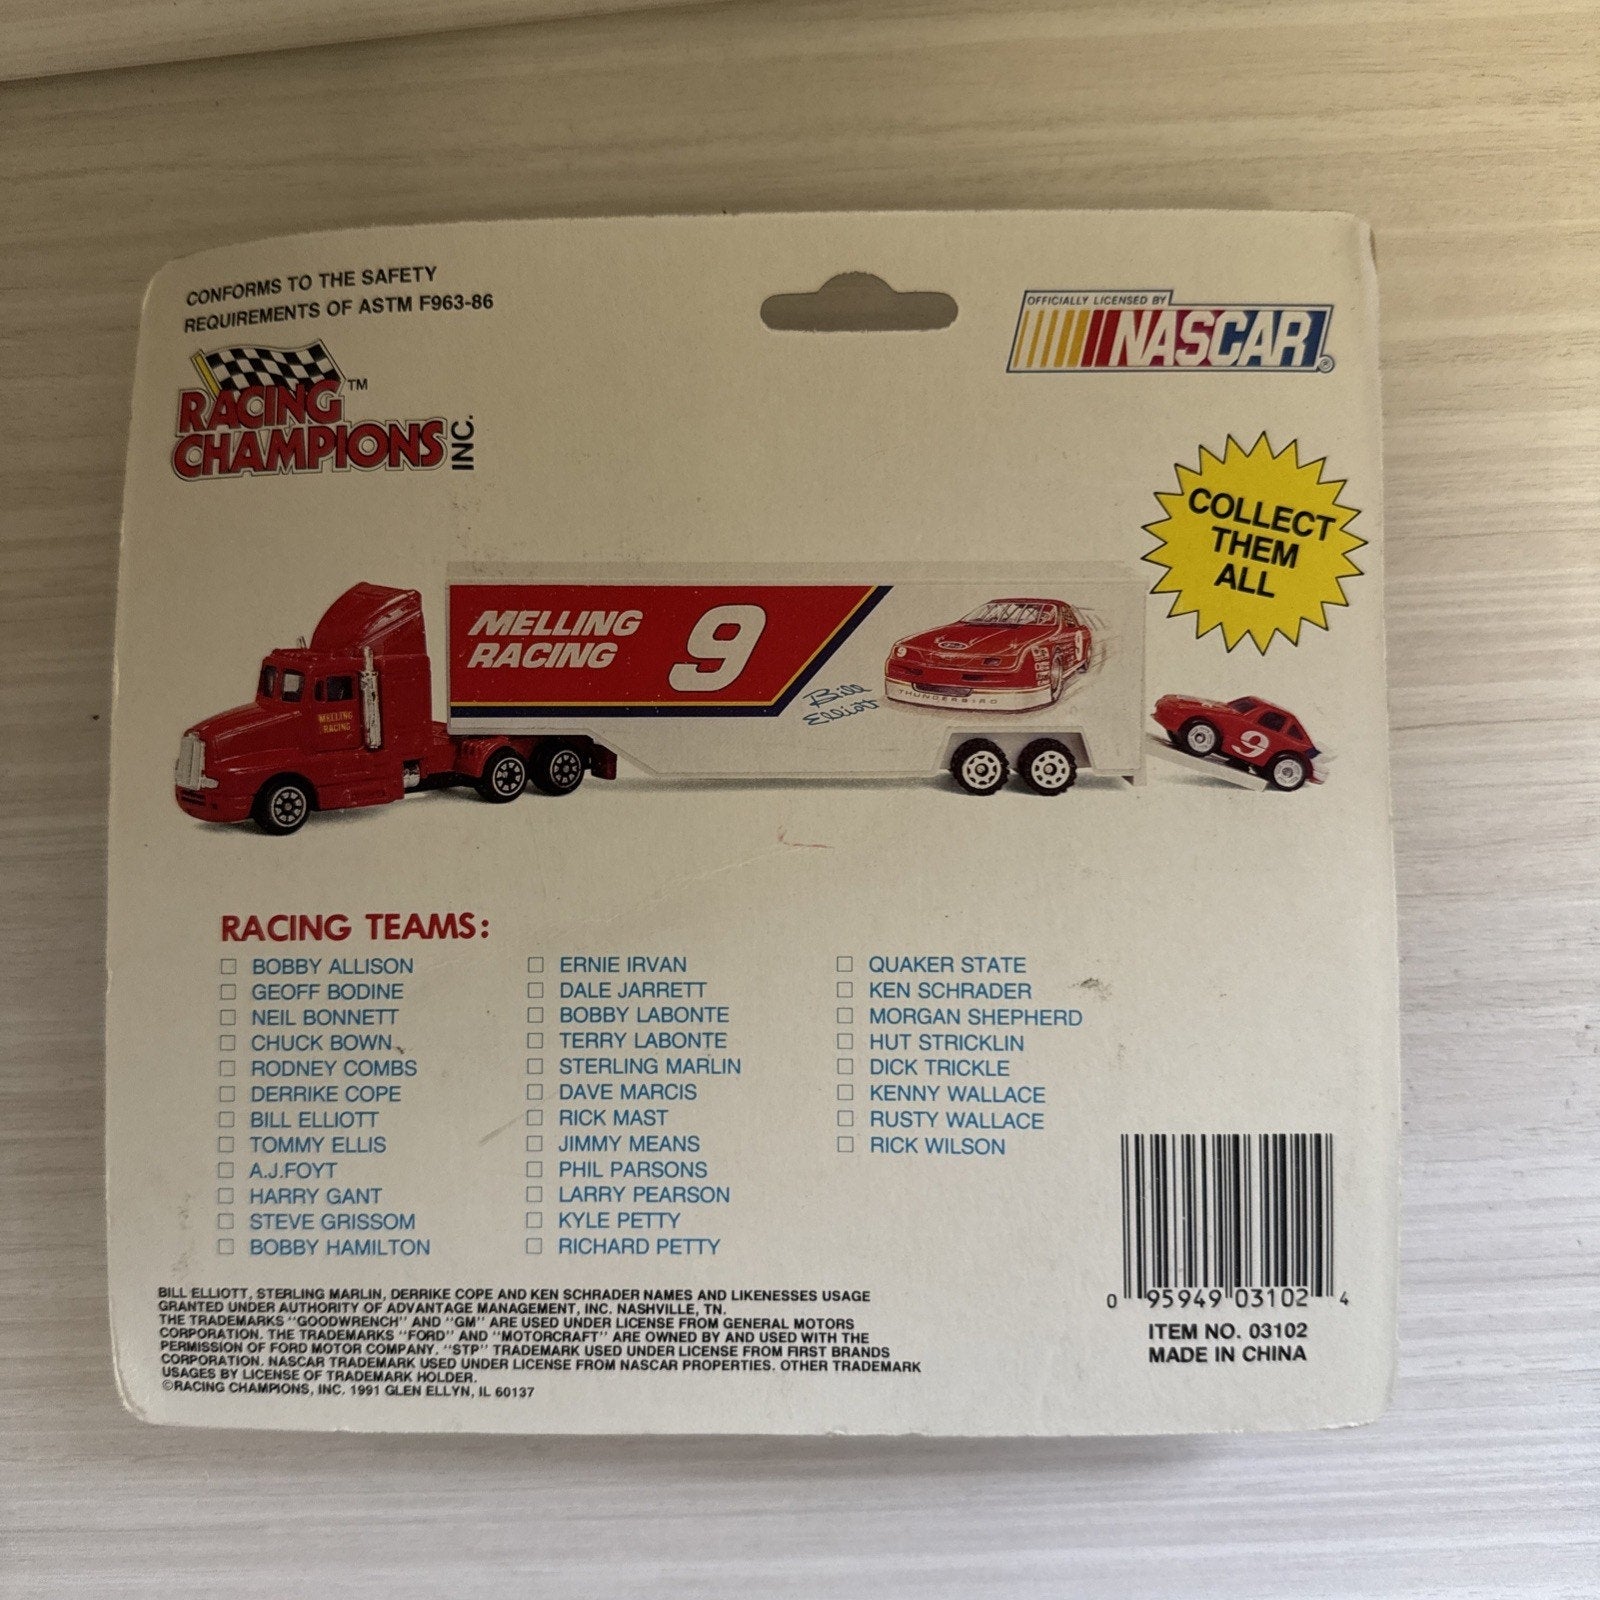 CONFORMS TO THE SAFETY
REQUIREMENTS OF ASTM F963-86
RACING
CHAMPIONS INC.
TM
OFFICIALLY LICENSED BY
NASCAR
®
COLLECT
THEM
ALL
MELLING
RACING
9
Bill
Elliott
9
9
THUNDERBIRD
MELLING
RACING
9
RACING TEAMS:
BOBBY ALLISON
GEOFF BODINE
NEIL BONNETT
CHUCK BOWN
RODNEY COMBS
DERRIKE COPE
BILL ELLIOTT
TOMMY ELLIS
A.J.FOYT
HARRY GANT
STEVE GRISSOM
BOBBY HAMILTON
ERNIE IRVAN
DALE JARRETT
BOBBY LABONTE
TERRY LABONTE
STERLING MARLIN
DAVE MARCIS
RICK MAST
JIMMY MEANS
PHIL PARSONS
LARRY PEARSON
KYLE PETTY
RICHARD PETTY
QUAKER STATE
KEN SCHRADER
MORGAN SHEPHERD
HUT STRICKLIN
DICK TRICKLE
KENNY WALLACE
RUSTY WALLACE
RICK WILSON
BILL ELLIOTT, STERLING MARLIN, DERRIKE COPE AND KEN SCHRADER NAMES AND LIKENESSES USAGE
GRANTED UNDER AUTHORITY OF ADVANTAGE MANAGEMENT, INC. NASHVILLE, TN.
THE TRADEMARKS "GOODWRENCH" AND "GM" ARE USED UNDER LICENSE FROM GENERAL MOTORS
CORPORATION. THE TRADEMARKS "FORD" AND "MOTORCRAFT" ARE OWNED BY AND USED WITH THE
PERMISSION OF FORD MOTOR COMPANY. "STP" TRADEMARK USED UNDER LICENSE FROM FIRST BRANDS
CORPORATION. NASCAR TRADEMARK USED UNDER LICENSE FROM NASCAR PROPERTIES. OTHER TRADEMARK
USAGES BY LICENSE OF TRADEMARK HOLDER.
©RACING CHAMPIONS, INC. 1991 GLEN ELLYN, IL 60137
0 95949 03102 4
ITEM NO. 03102
MADE IN CHINA